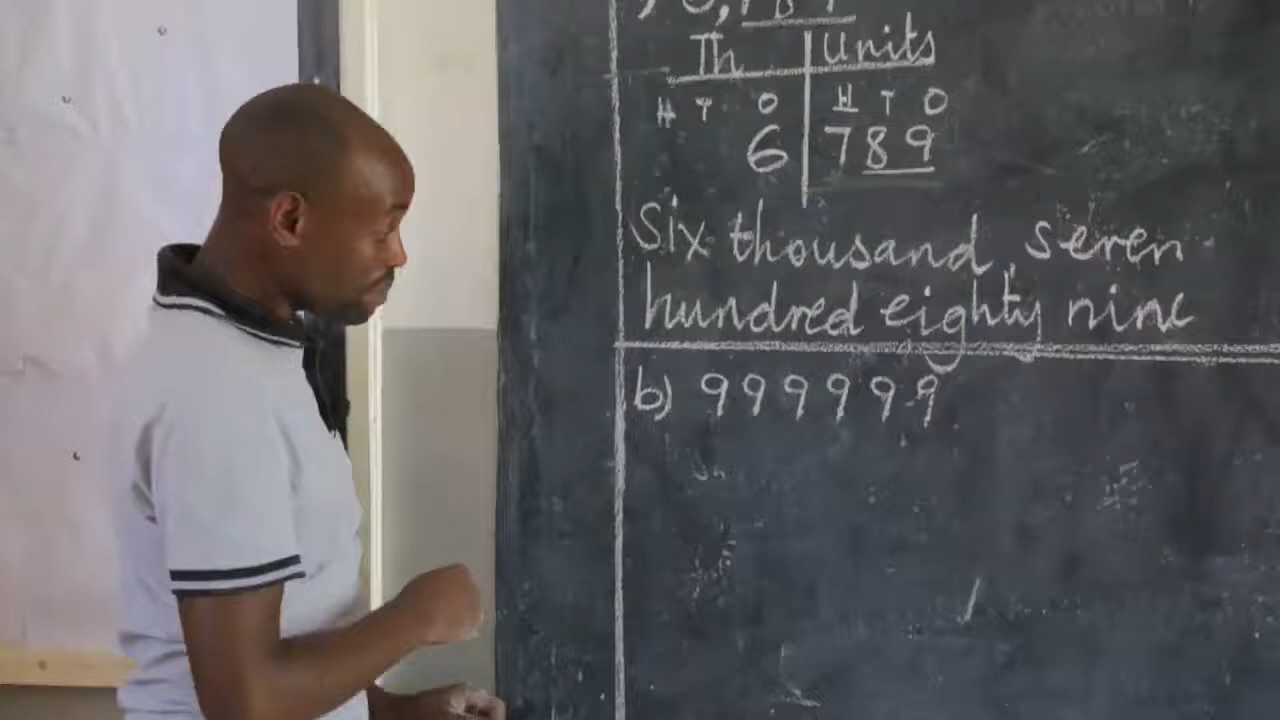 Th Units
H T O H T O
6 789
Six thousand, seven
hundred eighty nine
b) 999999